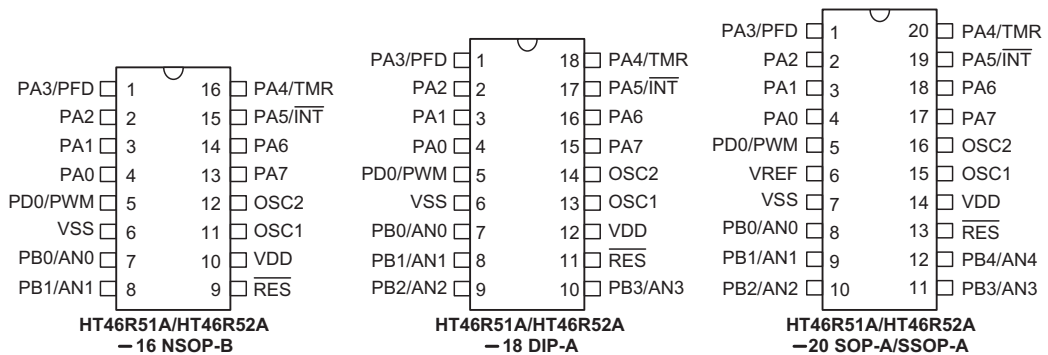 PA3/PFD 1 16 PA4/TMR
PA2 2 15 PA5/INT
PA1 3 14 PA6
PA0 4 13 PA7
PD0/PWM 5 12 OSC2
VSS 6 11 OSC1
PB0/AN0 7 10 VDD
PB1/AN1 8 9 RES
HT46R51A/HT46R52A
–16 NSOP-B
PA3/PFD 1 18 PA4/TMR
PA2 2 17 PA5/INT
PA1 3 16 PA6
PA0 4 15 PA7
PD0/PWM 5 14 OSC2
VSS 6 13 OSC1
PB0/AN0 7 12 VDD
PB1/AN1 8 11 RES
PB2/AN2 9 10 PB3/AN3
HT46R51A/HT46R52A
–18 DIP-A
PA3/PFD 1 20 PA4/TMR
PA2 2 19 PA5/INT
PA1 3 18 PA6
PA0 4 17 PA7
PD0/PWM 5 16 OSC2
VREF 6 15 OSC1
VSS 7 14 VDD
PB0/AN0 8 13 RES
PB1/AN1 9 12 PB4/AN4
PB2/AN2 10 11 PB3/AN3
HT46R51A/HT46R52A
–20 SOP-A/SSOP-A